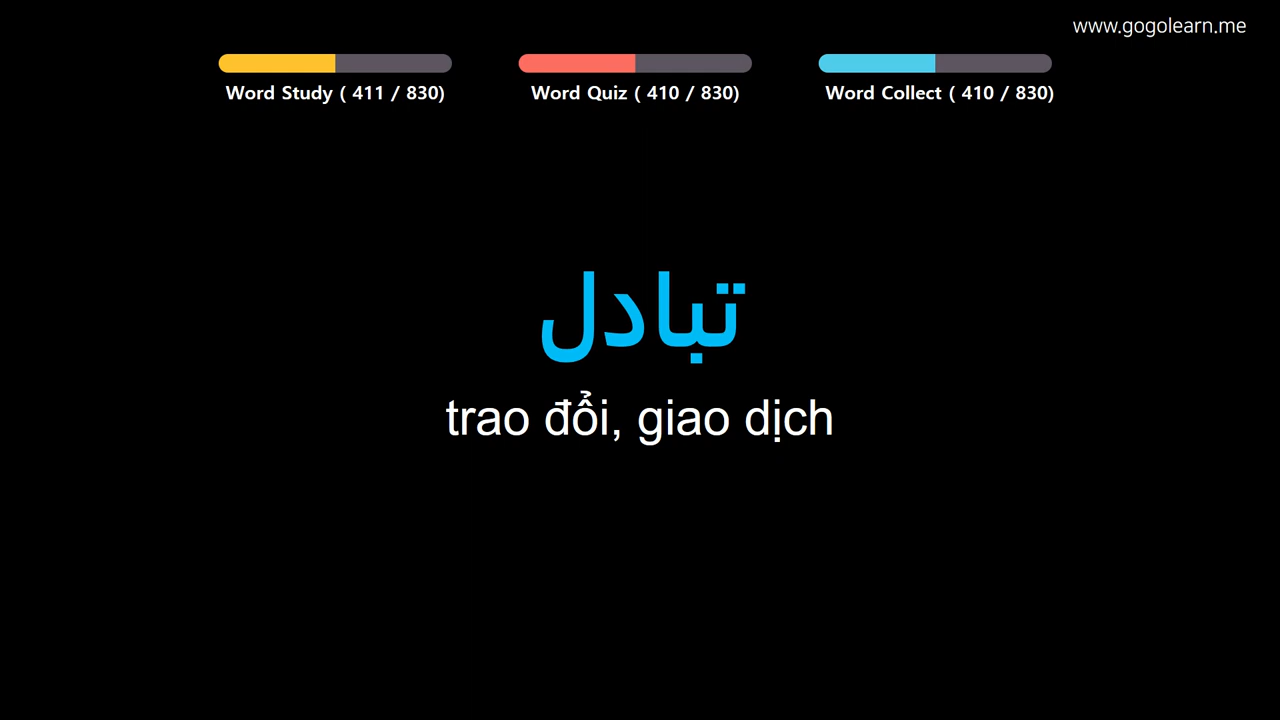 www.gogolearn.me
Word Study ( 411 / 830)
Word Quiz ( 410 / 830)
Word Collect ( 410 / 830)
تبادل
trao đổi, giao dịch